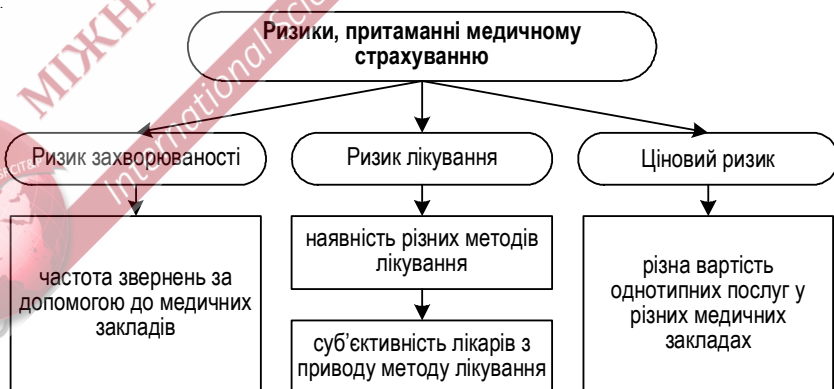 Ризики, притаманні медичному
страхуванню
Ризик захворюваності
Ризик лікування
Ціновий ризик
частота звернень за
допомогою до медичних
закладів
наявність різних методів
лікування
суб’єктивність лікарів з
приводу методу лікування
різна вартість
однотипних послуг у
різних медичних
закладах
International